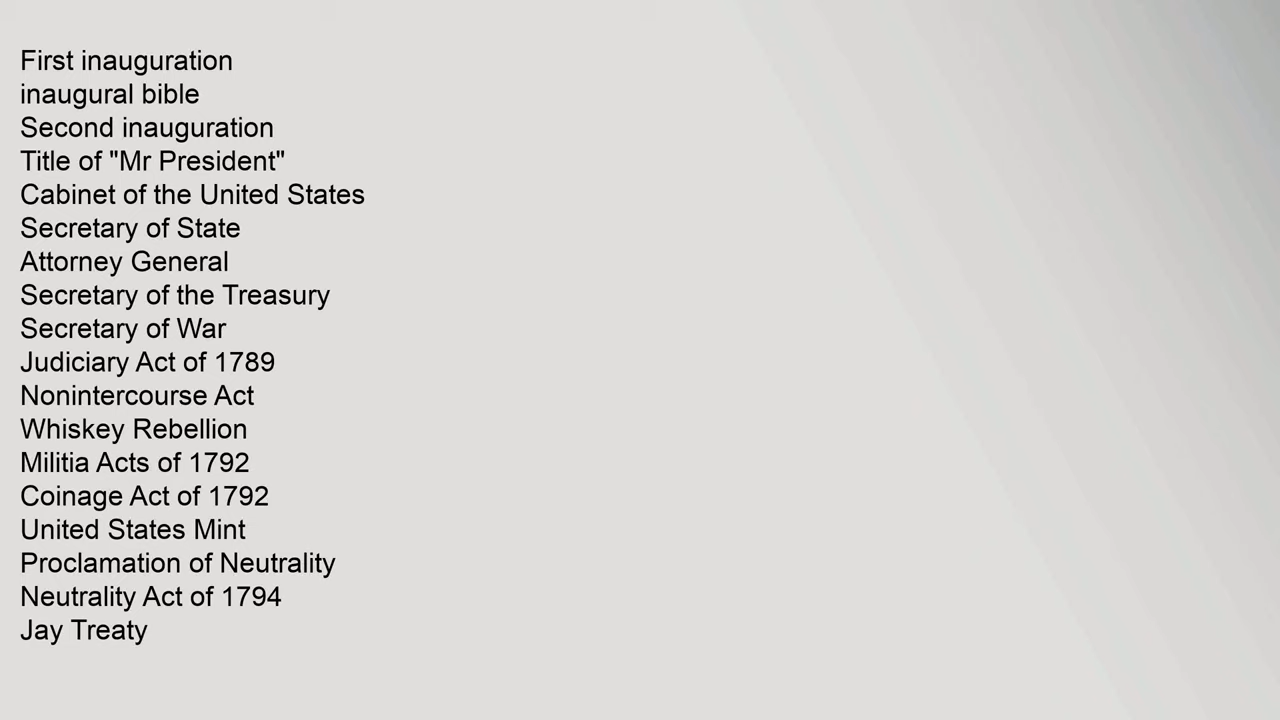 First inauguration
inaugural bible
Second inauguration
Title of "Mr President"
Cabinet of the United States
Secretary of State
Attorney General
Secretary of the Treasury
Secretary of War
Judiciary Act of 1789
Nonintercourse Act
Whiskey Rebellion
Militia Acts of 1792
Coinage Act of 1792
United States Mint
Proclamation of Neutrality
Neutrality Act of 1794
Jay Treaty